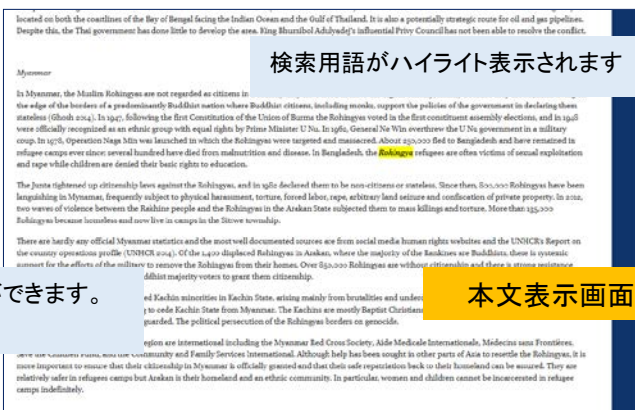 located on both the coastlines of the Bay of Bengal facing the Indian Ocean and the Gulf of Thailand. It is also a potentially strategic route for oil and gas pipelines.
Despite this, the Thai government has done little to develop the area. King Bhumibol Adulyadej's influential Privy Council has not been able to resolve the conflict.
検索用語がハイライト表示されます
Myanmar
In Myanmar, the Muslim Rohingyas are not regarded as citizens in
the edge of the borders of a predominantly Buddhist nation where Buddhist citizens, including monks, support the policies of the government in declaring them
stateless (Ghosh 2014). In 1947, following the first Constitution of the Union of Burma the Rohingyas voted in the first constituent assembly elections, and in 1948
were officially recognized as an ethnic group with equal rights by Prime Minister U Nu. In 1962, General Ne Win overthrew the U Nu government in a military
coup. In 1978, Operation Naga Min was launched in which the Rohingyas were targeted and massacred. About 250,000 fled to Bangladesh and have remained in
refugee camps ever since; several hundred have died from malnutrition and disease. In Bangladesh, the Rohingya refugees are often victims of sexual exploitation
and rape while children are denied their basic rights to education.
The Junta tightened up citizenship laws against the Rohingyas, and in 1982 declared them to be non-citizens or stateless. Since then, 800,000 Rohingyas have been
languishing in Myanmar, frequently subject to physical harassment, torture, forced labor, rape, arbitrary land seizure and confiscation of private property. In 2012,
two waves of violence between the Rakhine people and the Rohingyas in the Arakan State subjected them to mass killings and torture. More than 135,000
Rohingyas became homeless and now live in camps in the Sittwe township.
There are hardly any official Myanmar statistics and the most well documented sources are from social media human rights websites and the UNHCR's Report on
the country operations profile (UNHCR 2014). Of the 1,400 displaced Rohingyas in Arakan, where the majority of the Rankines are Buddhists, there is systemic
support for the efforts of the military to remove the Rohingyas from their homes. Over 850,000 Rohingyas are without citizenship and there is strong resistance
ddhist majority voters to grant them citizenship.
できます。
ed Kachin minorities in Kachin State, arising mainly from brutalities and
本文表示画面
to cede Kachin State from Myanmar. The Kachins are mostly Baptist Christian
guarded. The political persecution of the Rohingyas borders on genocide.
egion are international including the Myanmar Red Cross Society, Aide Medicale Internationale, Médecins sans Frontières,
Save the Children Fund, and the Community and Family Services International. Although help has been sought in other parts of Asia to resettle the Rohingyas, it is
more important to ensure that their citizenship in Myanmar is officially granted and that their safe repatriation back to their homeland can be assured. They are
relatively safer in refugees camps but Arakan is their homeland and an ethnic community. In particular, women and children cannot be incarcerated in refugee
camps indefinitely.